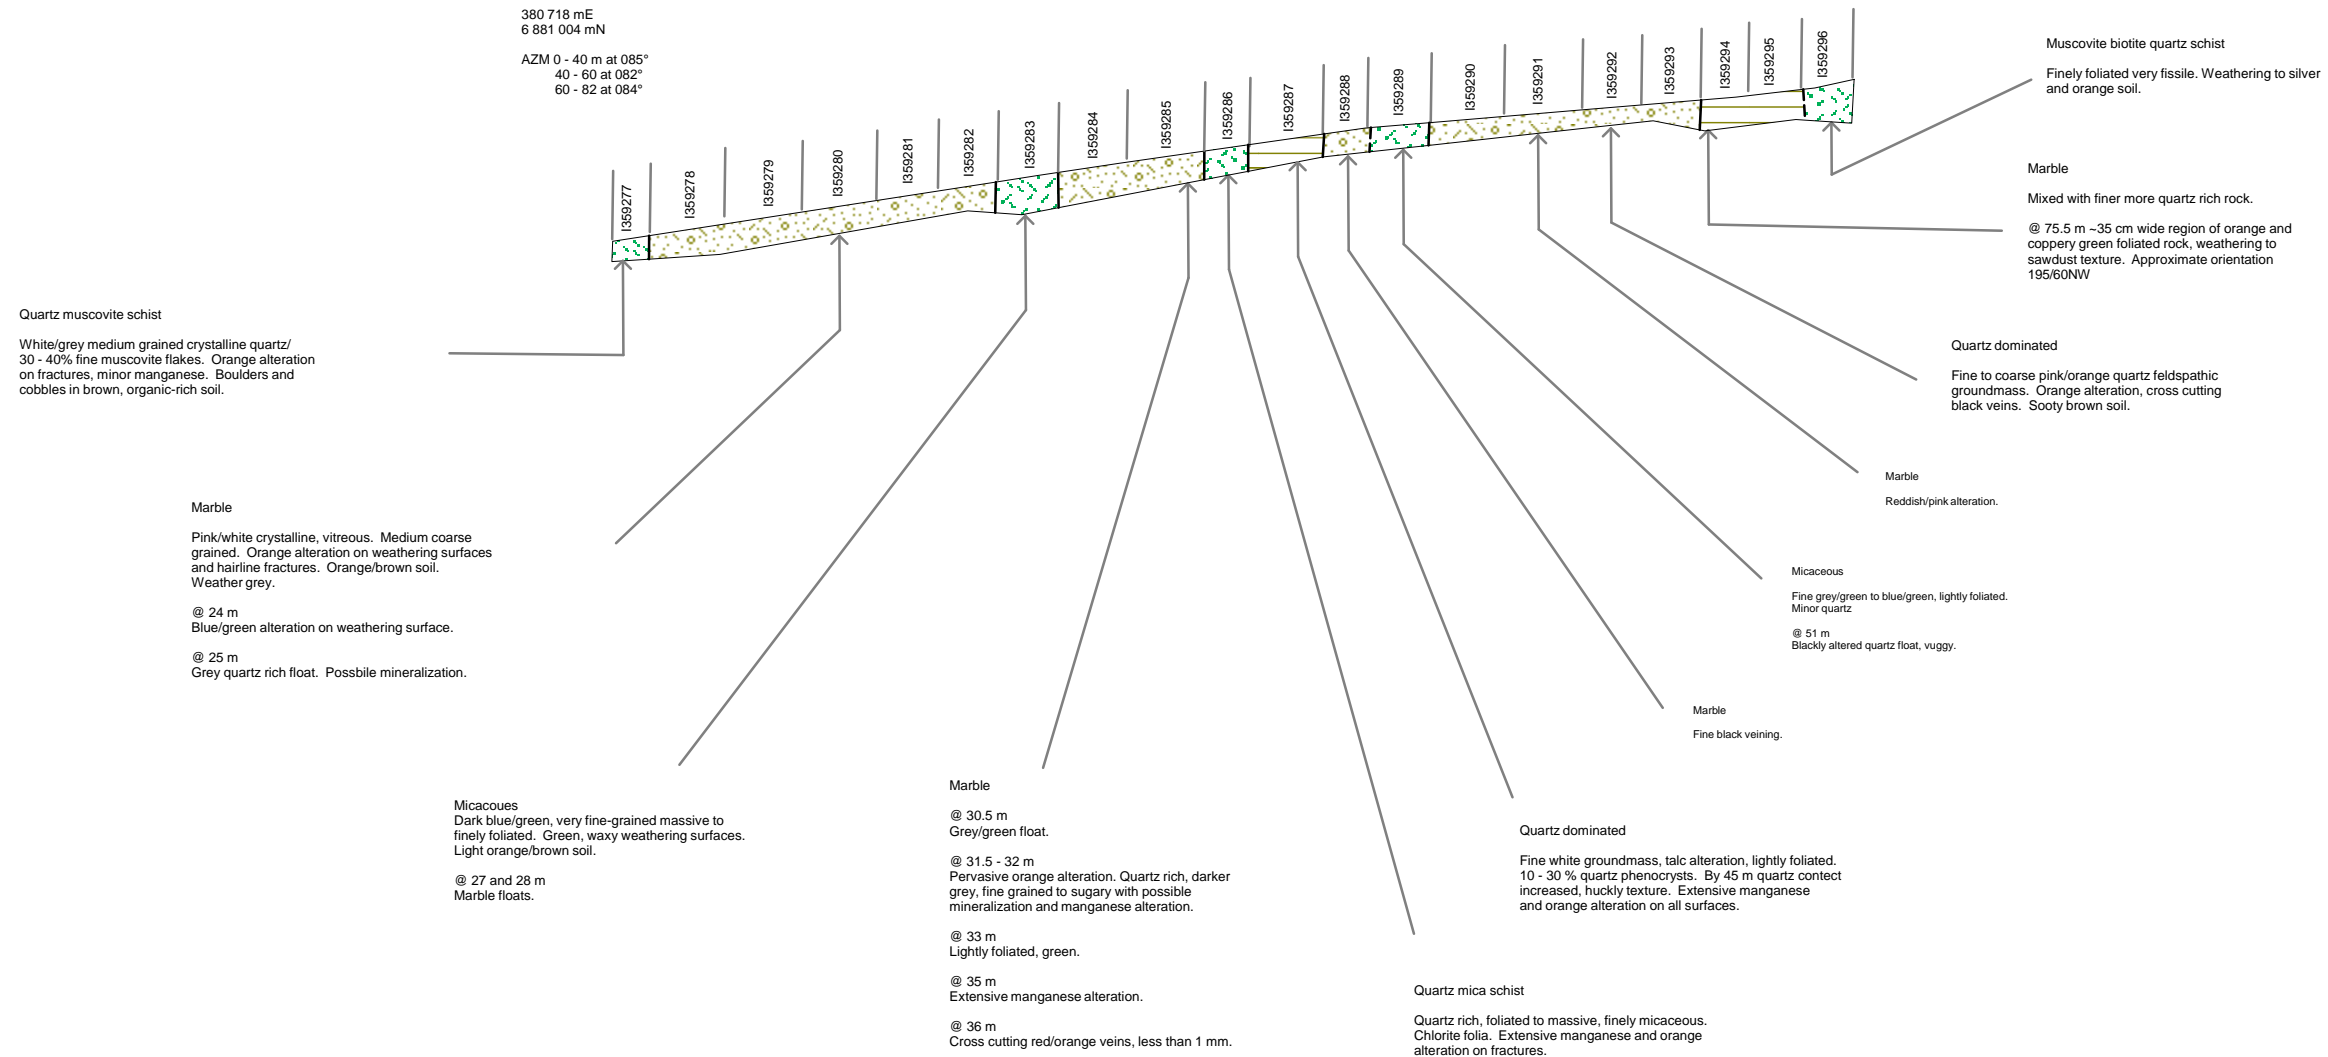 380 718 mE
6 881 004 mN
AZM 0 - 40 m at 085°
40 - 60 at 082°
60 - 82 at 084°
I359277
I359278
I359279
I359280
I359281
I359282
I359283
I359284
I359285
I359286
I359287
I359288
I359289
I359290
I359291
I359292
I359293
I359294
I359295
I359296
Muscovite biotite quartz schist
Finely foliated very fissile. Weathering to silver
and orange soil.
Marble
Mixed with finer more quartz rich rock.
@ 75.5 m ~35 cm wide region of orange and
coppery green foliated rock, weathering to
sawdust texture. Approximate orientation
195/60NW
Quartz muscovite schist
White/grey medium grained crystalline quartz/
30 - 40% fine muscovite flakes. Orange alteration
on fractures, minor manganese. Boulders and
cobbles in brown, organic-rich soil.
Quartz dominated
Fine to coarse pink/orange quartz feldspathic
groundmass. Orange alteration, cross cutting
black veins. Sooty brown soil.
Marble
Reddish/pink alteration.
Marble
Pink/white crystalline, vitreous. Medium coarse
grained. Orange alteration on weathering surfaces
and hairline fractures. Orange/brown soil.
Weather grey.
@ 24 m
Blue/green alteration on weathering surface.
@ 25 m
Grey quartz rich float. Possbile mineralization.
Micaceous
Fine grey/green to blue/green, lightly foliated.
Minor quartz
@ 51 m
Blackly altered quartz float, vuggy.
Marble
Fine black veining.
Micacoues
Dark blue/green, very fine-grained massive to
finely foliated. Green, waxy weathering surfaces.
Light orange/brown soil.
@ 27 and 28 m
Marble floats.
Marble
@ 30.5 m
Grey/green float.
@ 31.5 - 32 m
Pervasive orange alteration. Quartz rich, darker
grey, fine grained to sugary with possible
mineralization and manganese alteration.
@ 33 m
Lightly foliated, green.
@ 35 m
Extensive manganese alteration.
@ 36 m
Cross cutting red/orange veins, less than 1 mm.
Quartz dominated
Fine white groundmass, talc alteration, lightly foliated.
10 - 30 % quartz phenocrysts. By 45 m quartz contect
increased, huckly texture. Extensive manganese
and orange alteration on all surfaces.
Quartz mica schist
Quartz rich, foliated to massive, finely micaceous.
Chlorite folia. Extensive manganese and orange
alteration on fractures.